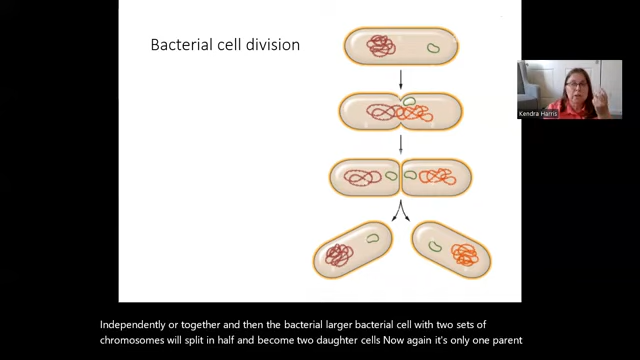 Bacterial cell division
Kendra Harris
Independently or together and then the bacterial larger bacterial cell with two sets of
chromosomes will split in half and become two daughter cells Now again it's only one parent